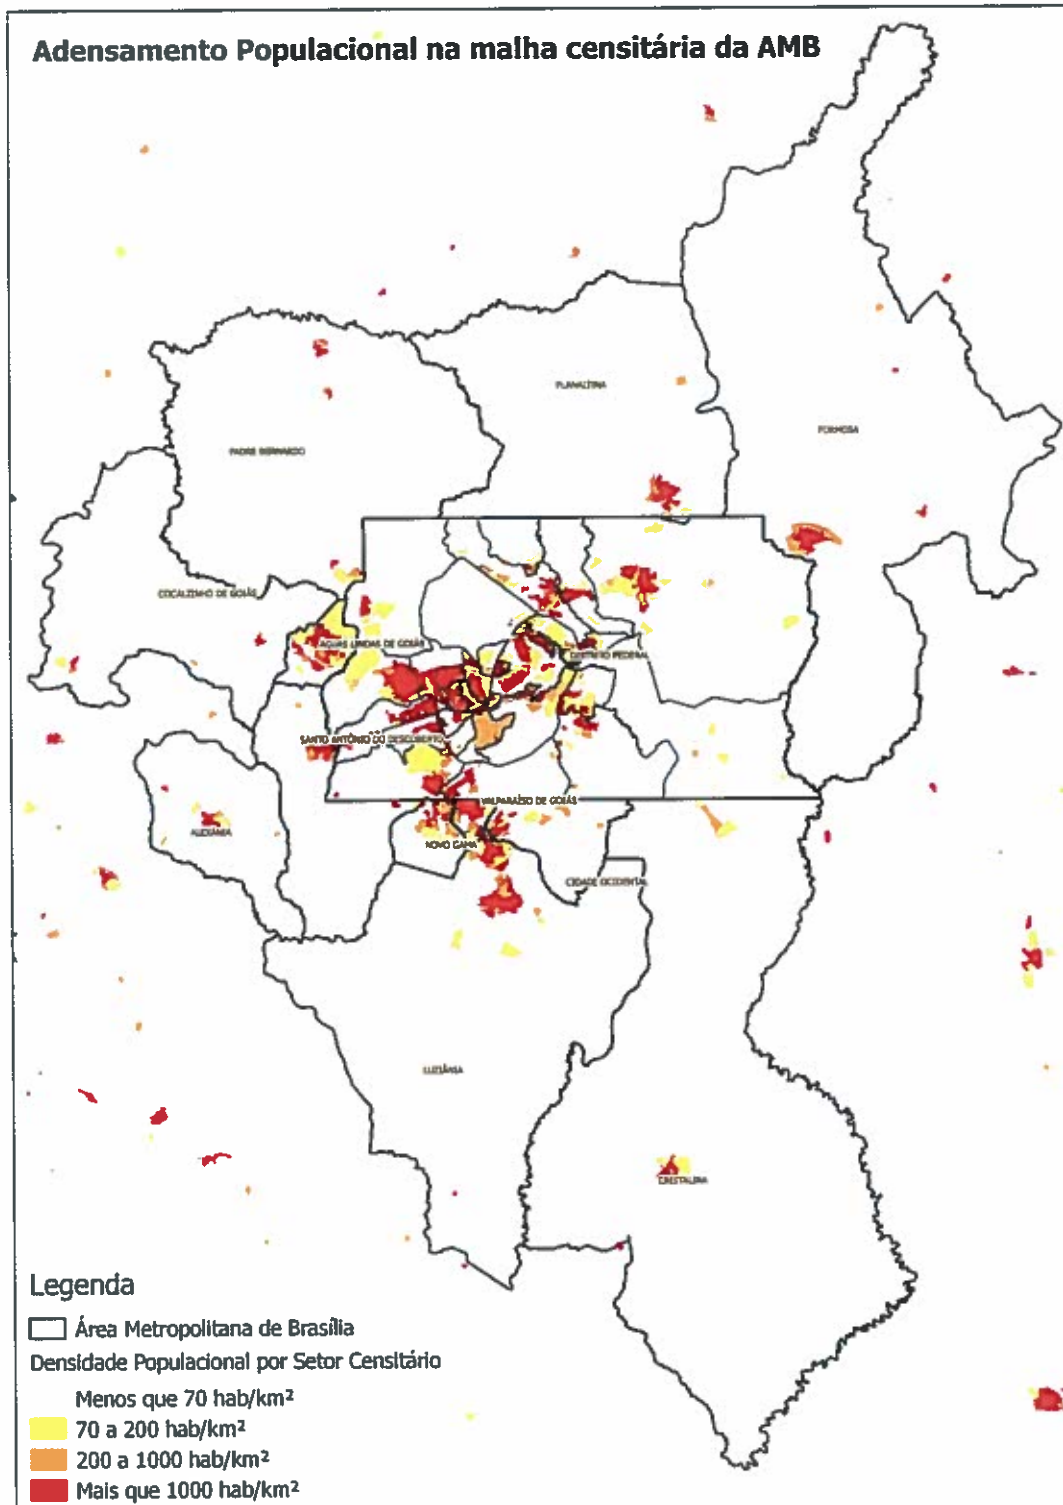 Adensamento Populacional na malha censitária da AMB
PLANALTINA
FORMOSA
PADRE BERNARDO
COCALZINHO DE GOIÁS
ÁGUAS LINDAS DE GOIÁS
DISTRITO FEDERAL
SANTO ANTÔNIO DO DESCOBERTO
VALPARAÍSO DE GOIÁS
ALEXÂNIA
NOVO GAMA
CIDADE OCIDENTAL
LUZIÂNIA
CRISTALINA
Legenda
Área Metropolitana de Brasília
Densidade Populacional por Setor Censitário
Menos que 70 hab/km²
70 a 200 hab/km²
200 a 1000 hab/km²
Mais que 1000 hab/km²